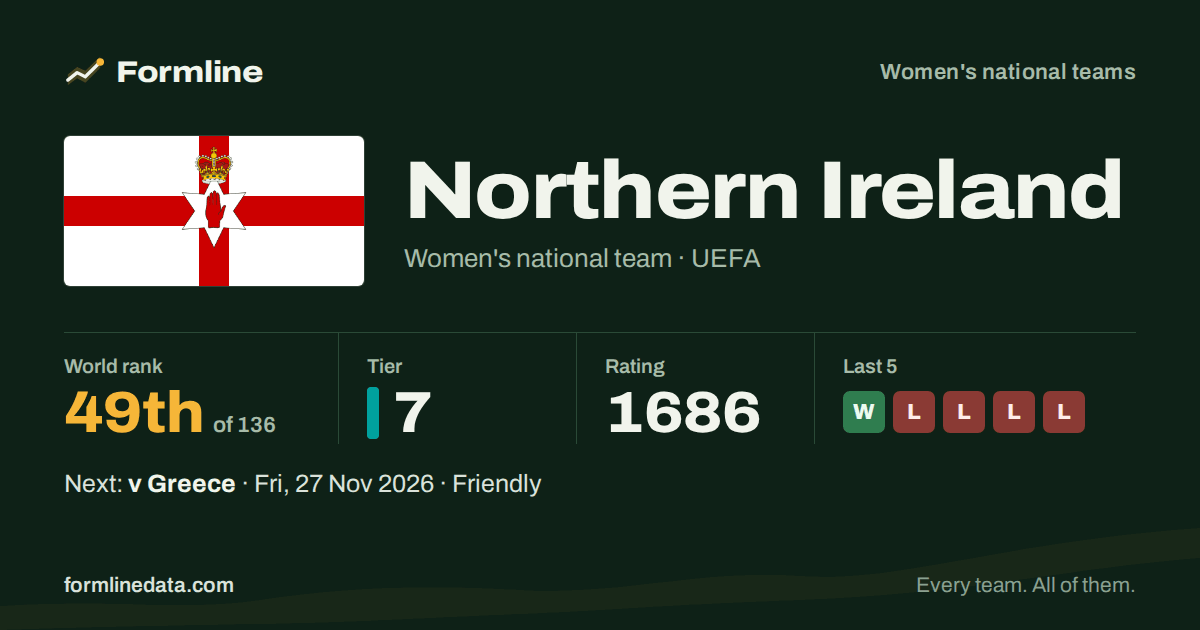 Formline
Women's national teams
Northern Ireland
Women's national team · UEFA
World rank
49th of 136
Tier
7
Rating
1686
Last 5
W L L L L
Next: v Greece · Fri, 27 Nov 2026 · Friendly
formlinedata.com
Every team. All of them.